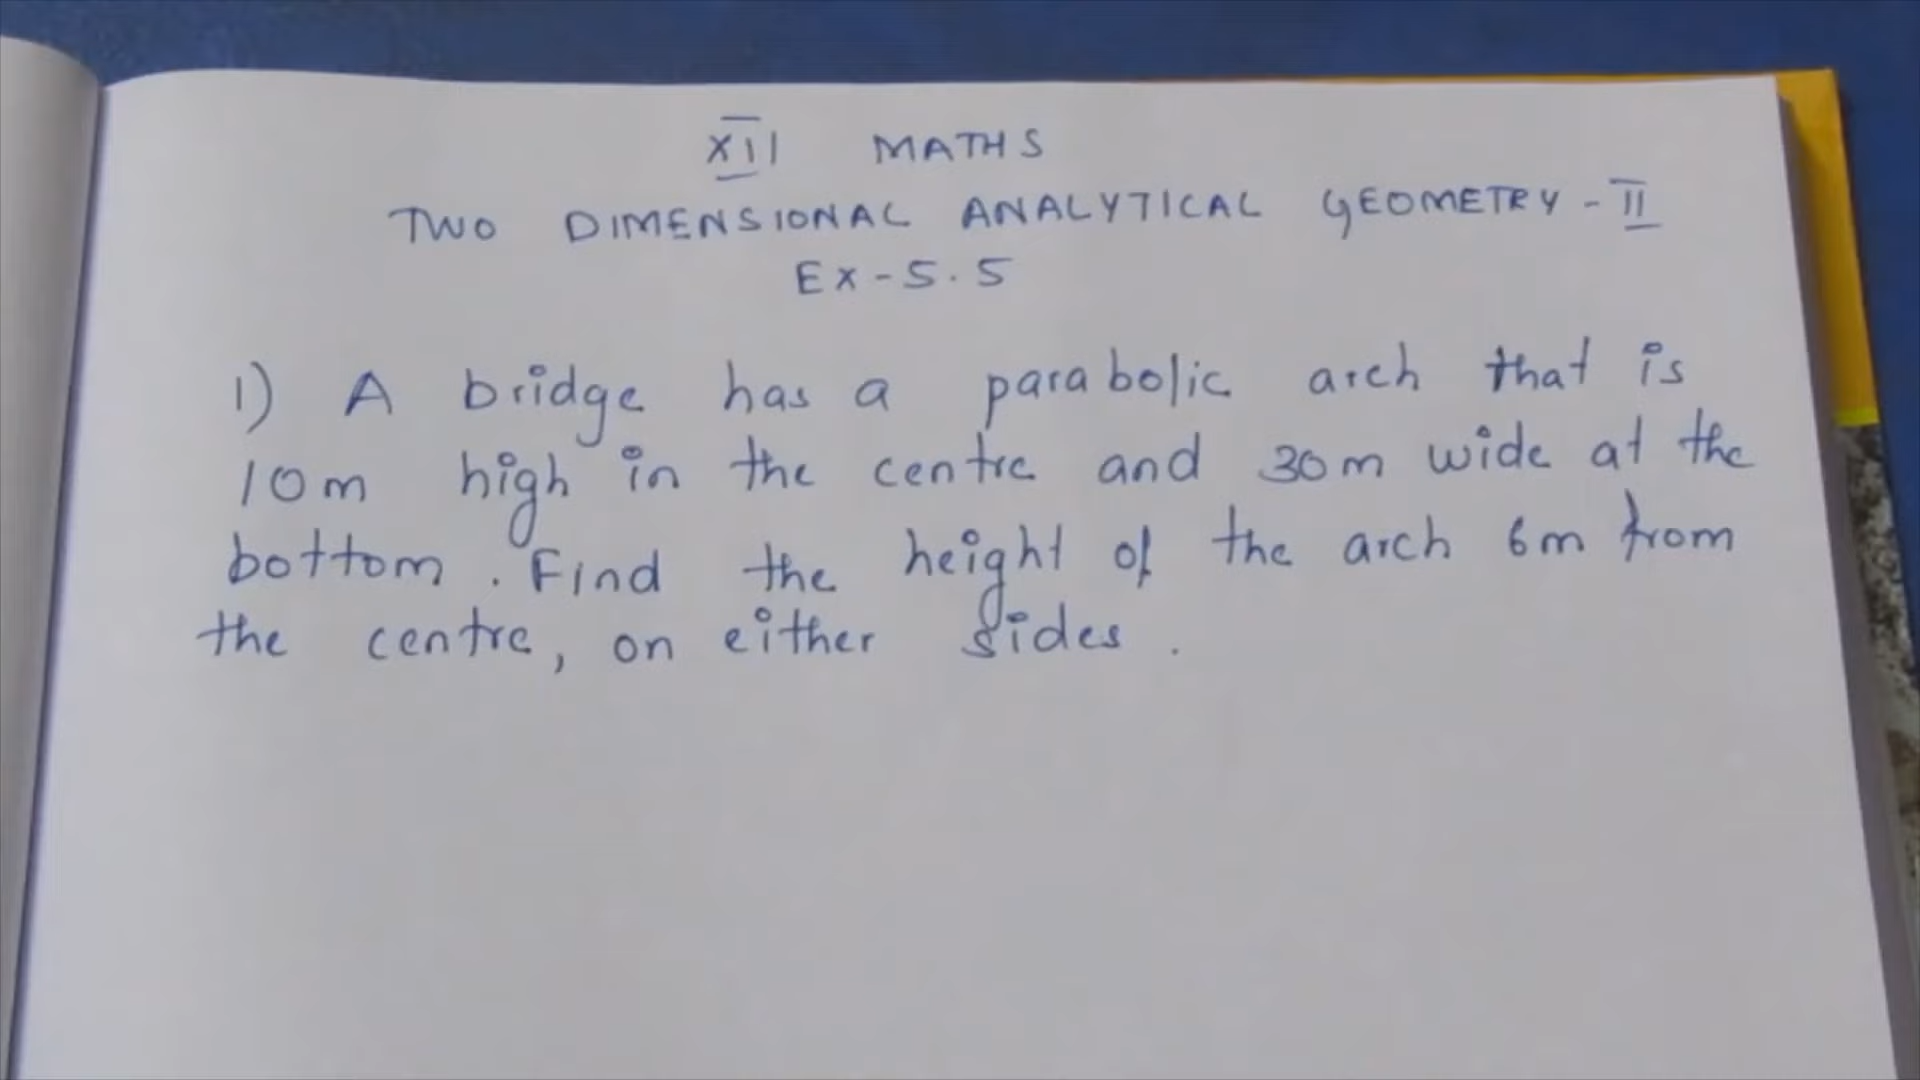 XII MATHS
TWO DIMENSIONAL ANALYTICAL GEOMETRY - II
EX - 5.5
1) A bridge has a parabolic arch that is
10m high in the centre and 30m wide at the
bottom. Find the height of the arch 6m from
the centre, on either sides.